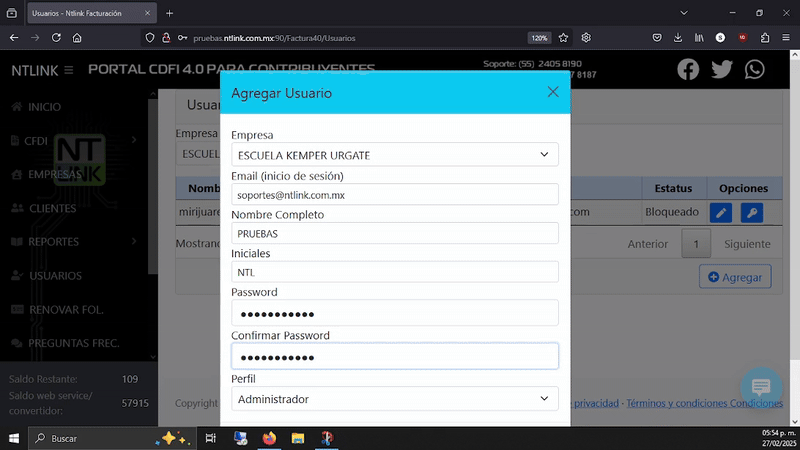 Usuarios - Ntlink Facturación
pruebas.ntlink.com.mx:90/Factura40/Usuarios
120%
NTLINK
PORTAL CDFI 4.0 PARA CONTRIBUYENTES
Soporte: (55) 2405 8190
7 8187
INICIO
CFDI
EMPRESAS
CLIENTES
REPORTES
USUARIOS
RENOVAR FOL.
PREGUNTAS FREC.
NT
LINK
Saldo Restante: 109
Saldo web service/
convertidor: 57915
Usua
Empresa
ESCUEL
Nomb
Estatus
Opciones
mirijuare
com
Bloqueado
Mostrand
Anterior
1
Siguiente
Agregar
Copyright
e privacidad
Términos y condiciones
Condiciones
Agregar Usuario
Empresa
ESCUELA KEMPER URGATE
Email (inicio de sesión)
soportes@ntlink.com.mx
Nombre Completo
PRUEBAS
Iniciales
NTL
Password
●●●●●●●●●●●
Confirmar Password
●●●●●●●●●●●
Perfil
Administrador
Buscar
05:54 p. m.
27/02/2025